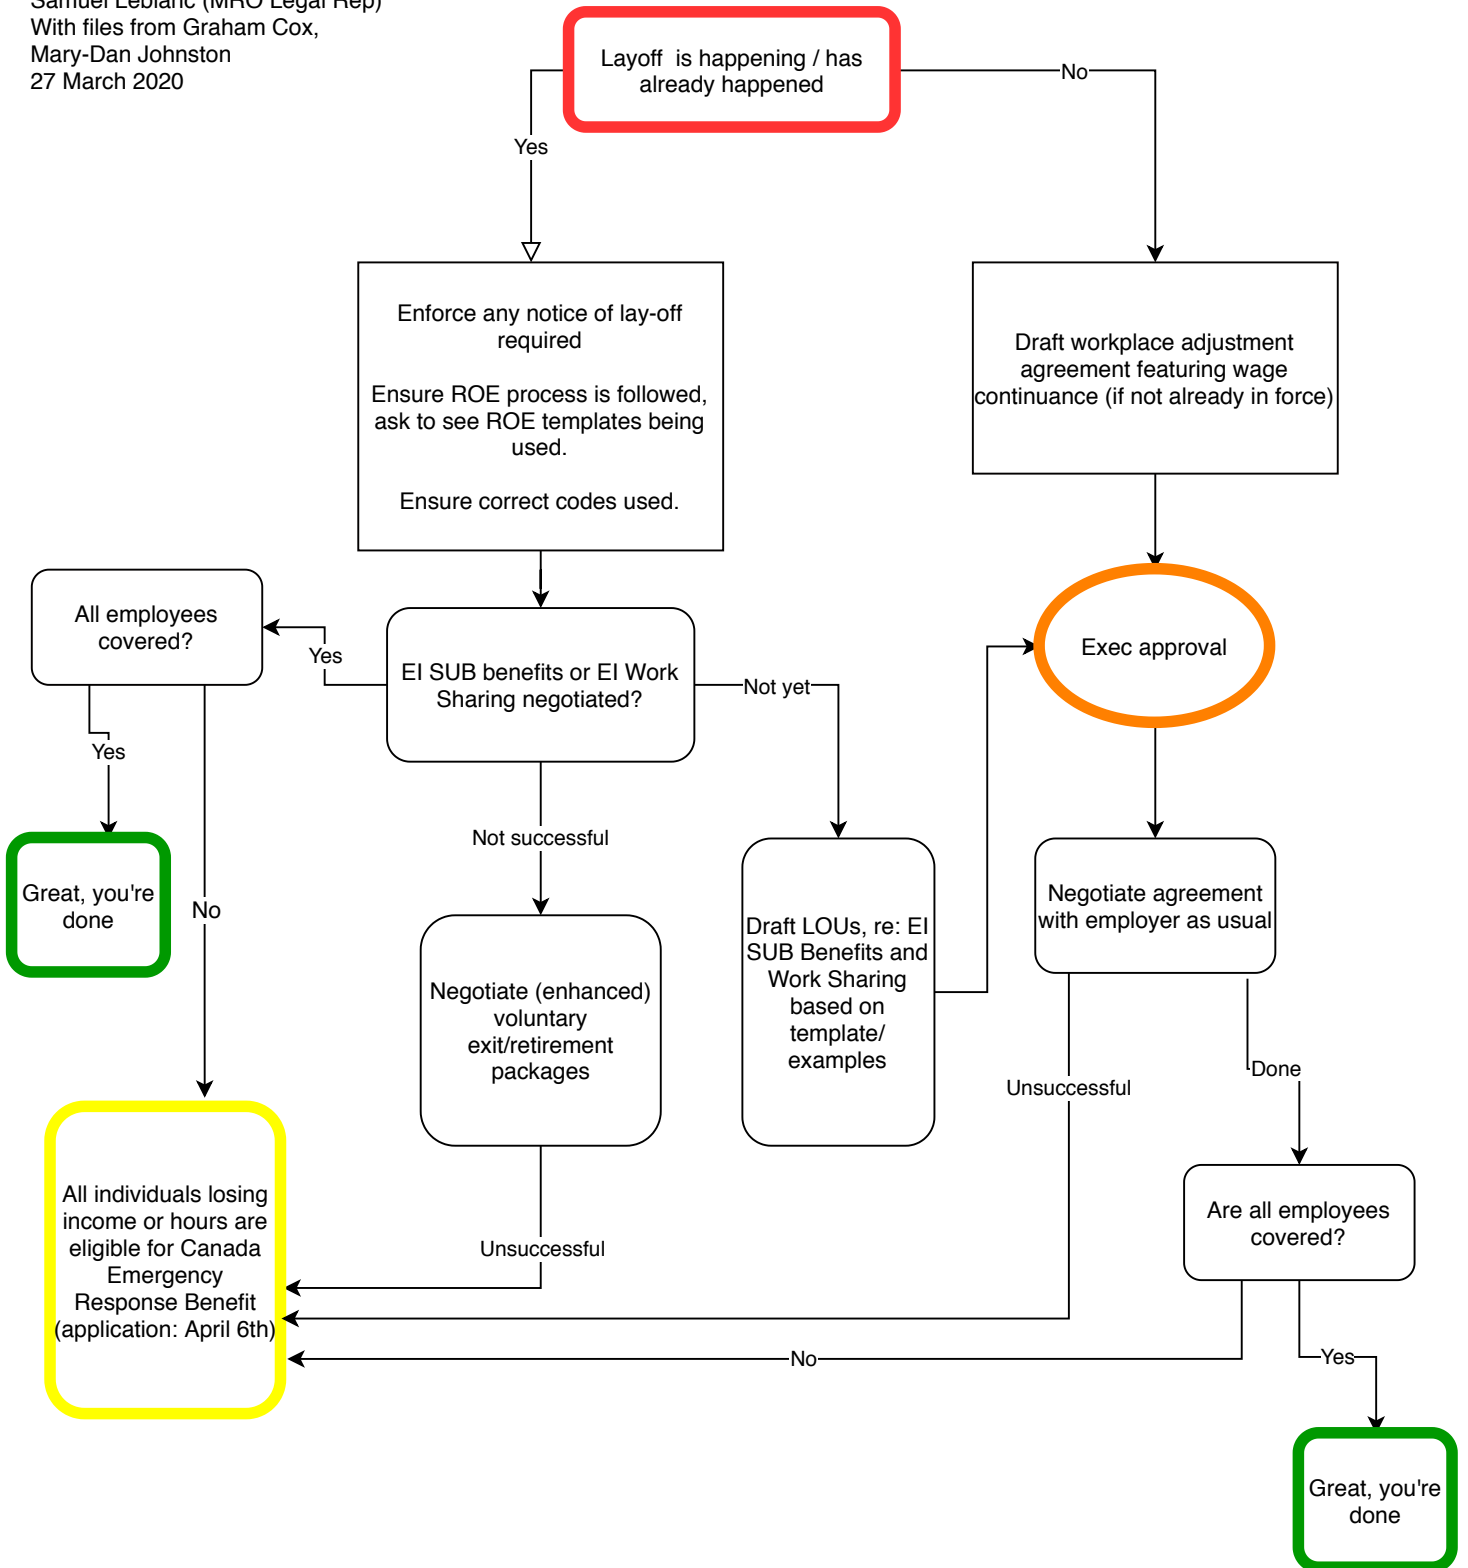 Samuel Leblanc (MRO Legal Rep)
With files from Graham Cox,
Mary-Dan Johnston
27 March 2020
Layoff  is happening / has
already happened
No
Yes
Enforce any notice of lay-off
required
Ensure ROE process is followed,
ask to see ROE templates being
used.
Ensure correct codes used.
Draft workplace adjustment
agreement featuring wage
continuance (if not already in force)
All employees
covered?
Yes
EI SUB benefits or EI Work
Sharing negotiated?
Not yet
Exec approval
Yes
Great, you're
done
No
Not successful
Negotiate (enhanced)
voluntary
exit/retirement
packages
Draft LOUs, re: EI
SUB Benefits and
Work Sharing
based on
template/
examples
Negotiate agreement
with employer as usual
Unsuccessful
Done
All individuals losing
income or hours are
eligible for Canada
Emergency
Response Benefit
(application: April 6th)
Unsuccessful
Are all employees
covered?
No
Yes
Great, you're
done